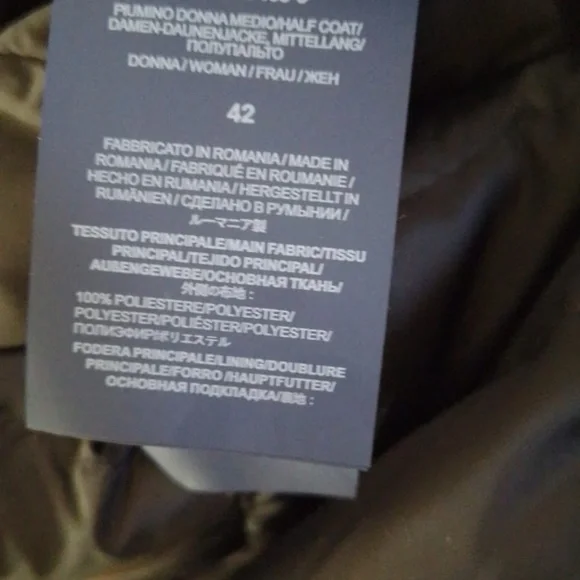 PIUMINO DONNA MEDIO/HALF COAT/
DAMEN-DAUNENJACKE, MITTELLANG/
ПОЛУПАЛЬТО
DONNA / WOMAN / FRAU / ЖЕН
42
FABBRICATO IN ROMANIA / MADE IN
ROMANIA / FABRIQUÉ EN ROUMANIE /
HECHO EN RUMANIA / HERGESTELLT IN
RUMÄNIEN / СДЕЛАНО В РУМЫНИИ /
ルーマニア製
TESSUTO PRINCIPALE/MAIN FABRIC/TISSU
PRINCIPAL/TEJIDO PRINCIPAL/
AUßENGEWEBE/ОСНОВНАЯ ТКАНЬ/
外側の布地 :
100% POLIESTERE/POLYESTER/
POLYESTER/POLIÉSTER/POLYESTER/
ПОЛИЭФИР/ポリエステル
FODERA PRINCIPALE/LINING/DOUBLURE
PRINCIPALE/FORRO /HAUPTFUTTER/
ОСНОВНАЯ ПОДКЛАДКА/裏地 :